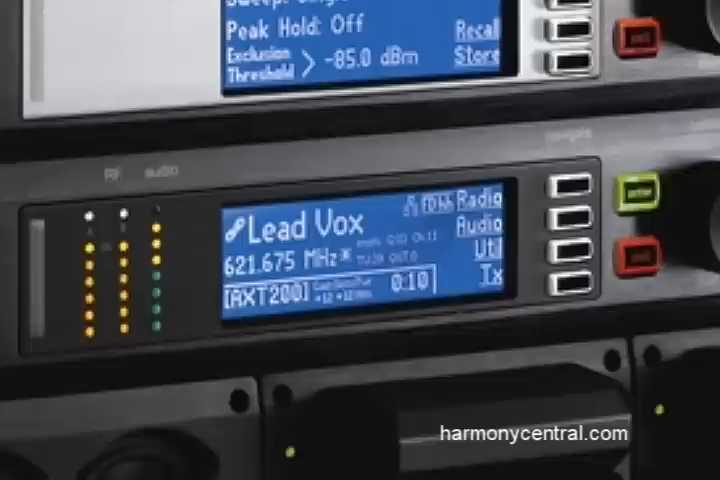 Peak Hold: Off
Recall
Exclusion
Threshold
-85.0 dBm
Store
RF audio
Lead Vox
Radio
Audio
621.675 MHz*
Util
[AXT200]
0:10
Tx
harmonycentral.com